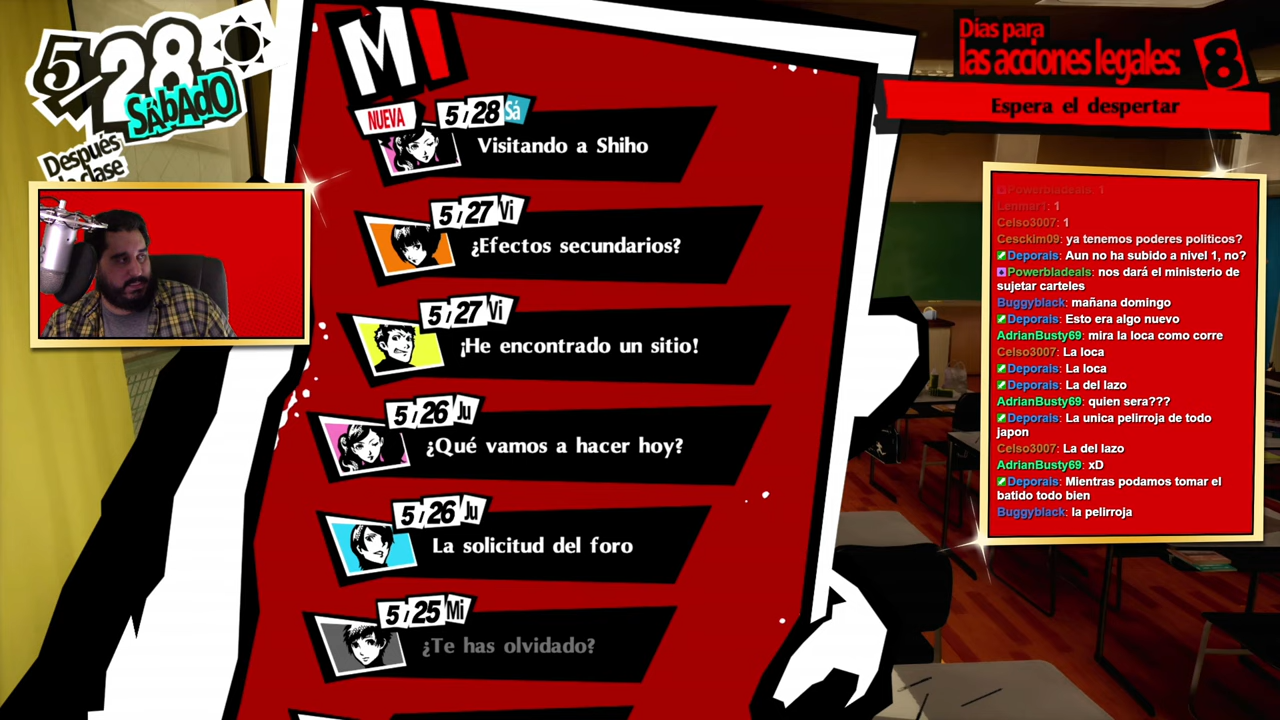 5/28
SÁbAdO
Después
de clase
MI
NUEVA
5/28 Sá
Visitando a Shiho
5/27 Vi
¿Efectos secundarios?
5/27 Vi
¡He encontrado un sitio!
5/26 Ju
¿Qué vamos a hacer hoy?
5/26 Ju
La solicitud del foro
5/25 Mi
¿Te has olvidado?
Días para
las acciones legales: 8
Espera el despertar
Powerbladeals: 1
Lenmar1: 1
Celso3007: 1
Cesckim09: ya tenemos poderes politicos?
Deporais: Aun no ha subido a nivel 1, no?
Powerbladeals: nos dará el ministerio de
sujetar carteles
Buggyblack: mañana domingo
Deporais: Esto era algo nuevo
AdrianBusty69: mira la loca como corre
Celso3007: La loca
Deporais: La loca
Deporais: La del lazo
AdrianBusty69: quien sera???
Deporais: La unica pelirroja de todo
japon
Celso3007: La del lazo
AdrianBusty69: xD
Deporais: Mientras podamos tomar el
batido todo bien
Buggyblack: la pelirroja